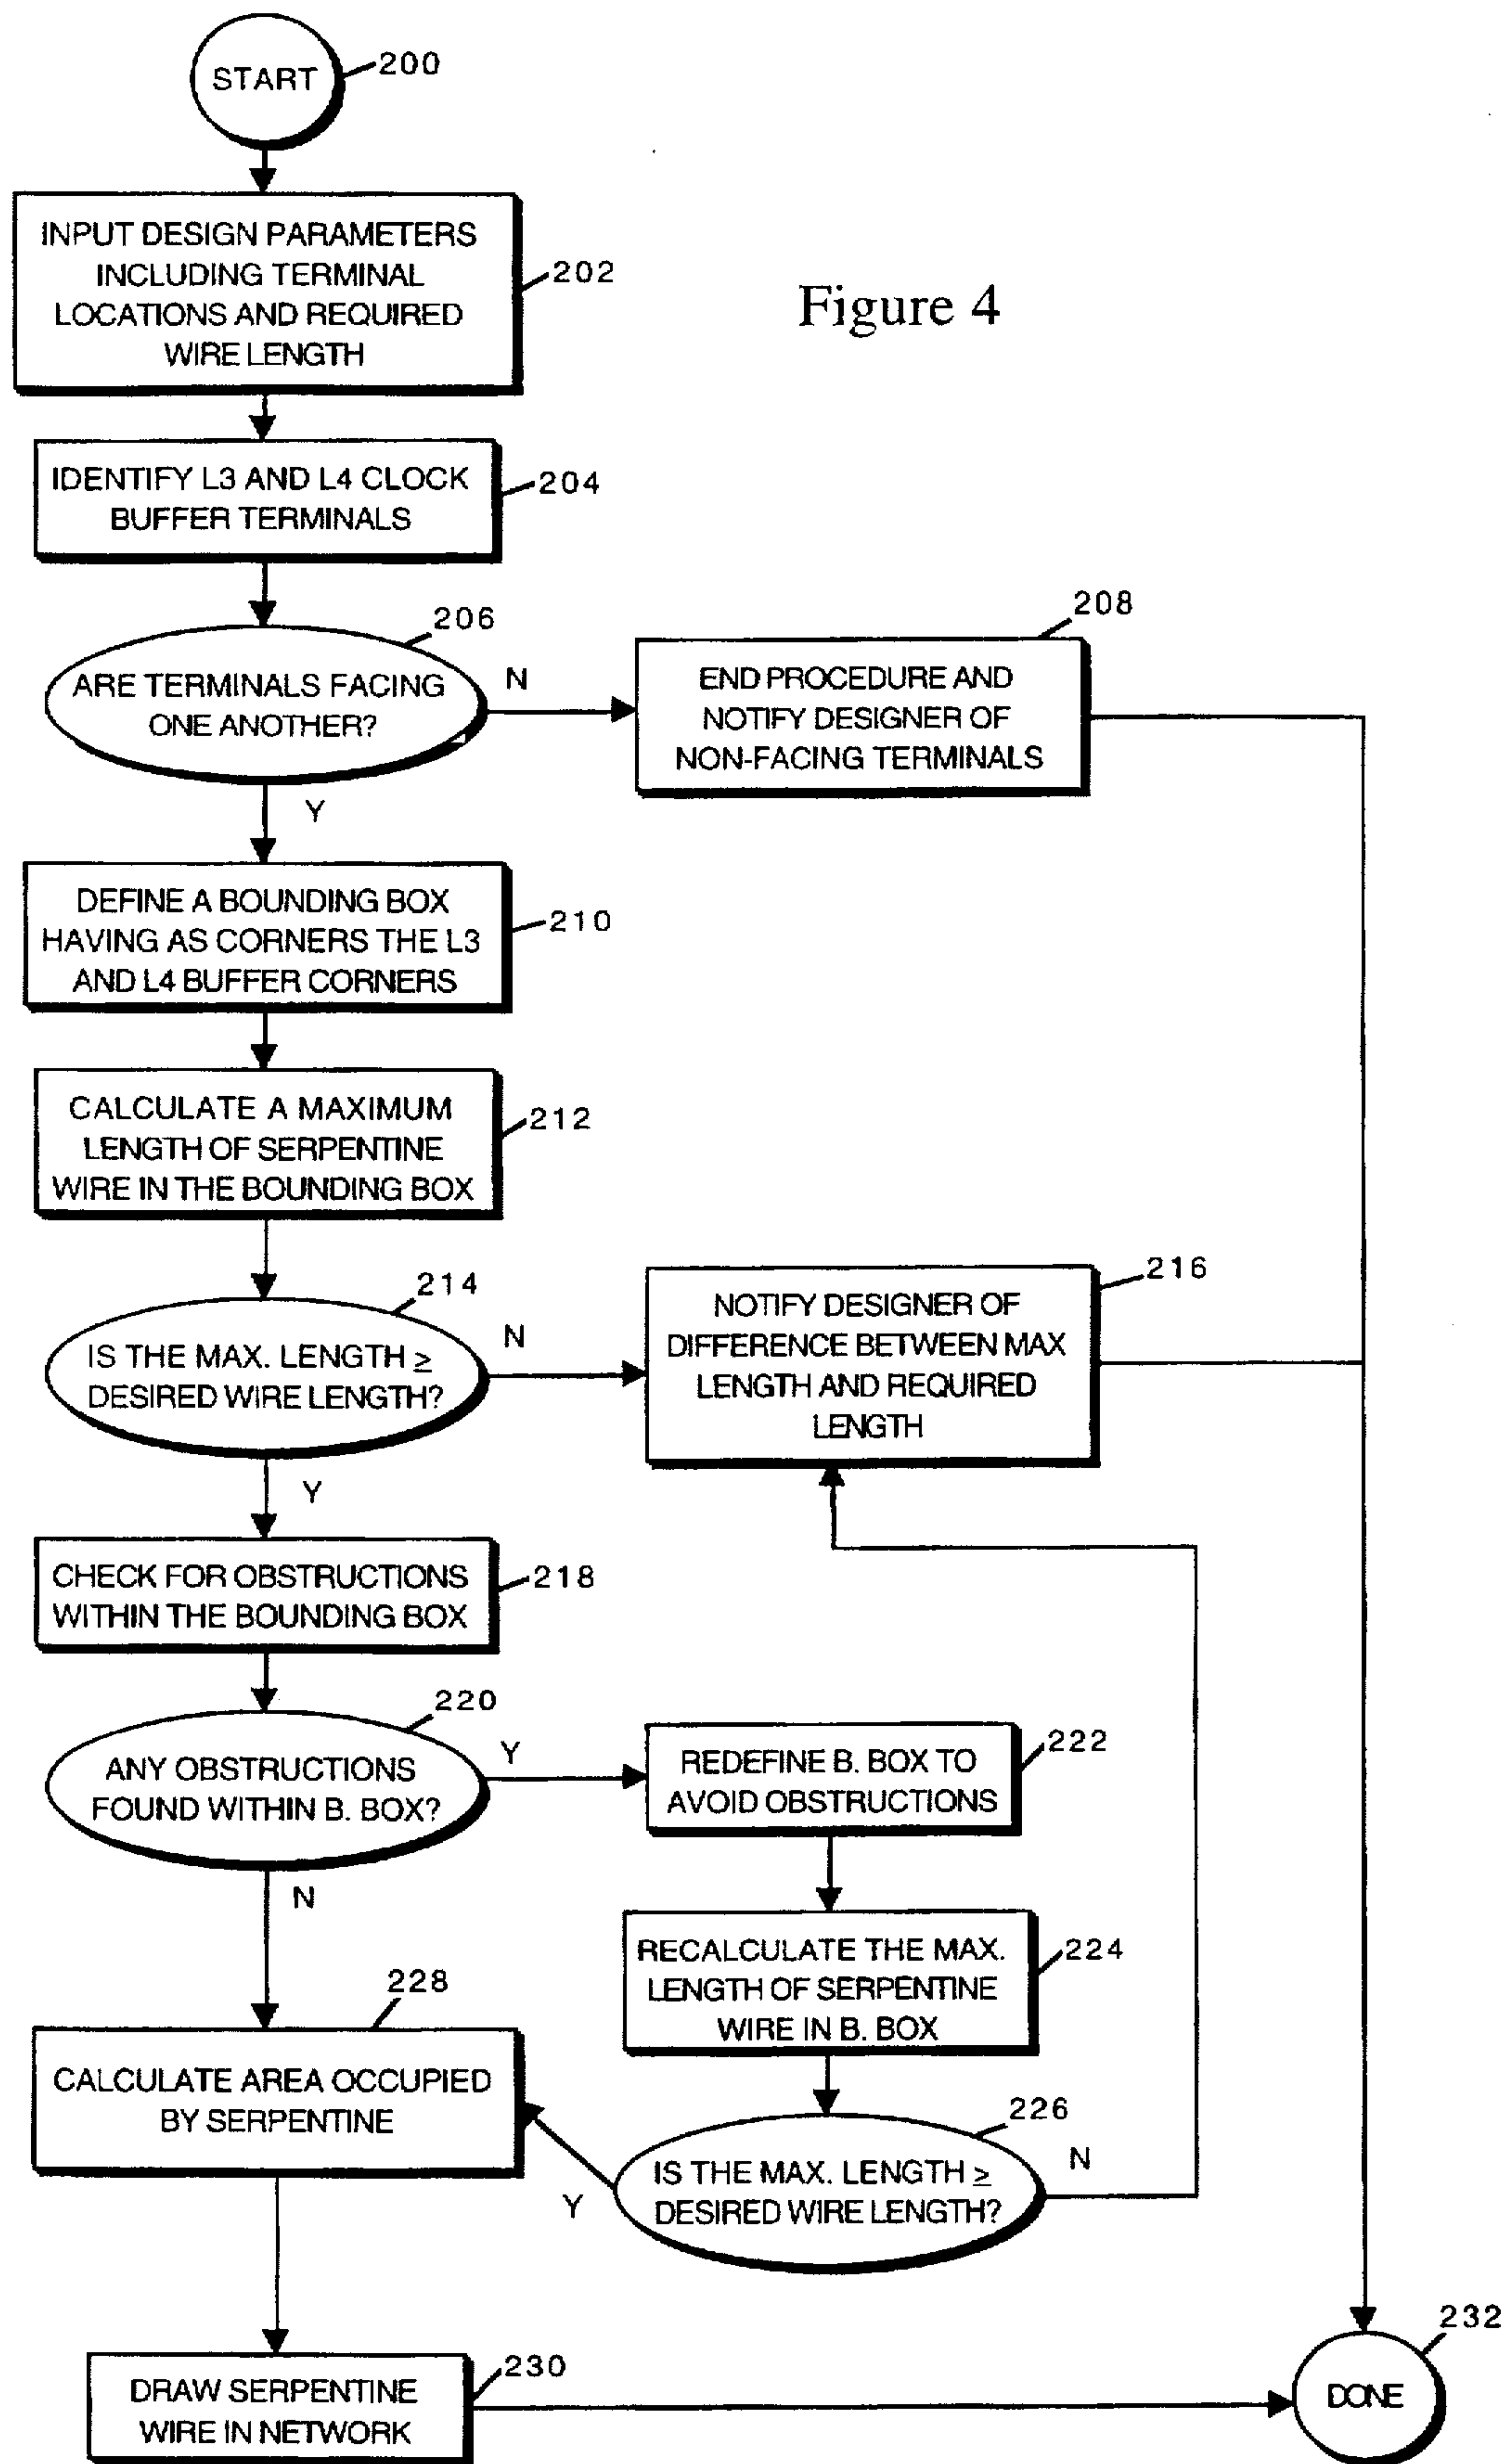 START
200
INPUT DESIGN PARAMETERS
INCLUDING TERMINAL
LOCATIONS AND REQUIRED
WIRE LENGTH
202
Figure 4
IDENTIFY L3 AND L4 CLOCK
BUFFER TERMINALS
204
206
ARE TERMINALS FACING
ONE ANOTHER?
N
Y
208
END PROCEDURE AND
NOTIFY DESIGNER OF
NON-FACING TERMINALS
DEFINE A BOUNDING BOX
HAVING AS CORNERS THE L3
AND L4 BUFFER CORNERS
210
CALCULATE A MAXIMUM
LENGTH OF SERPENTINE
WIRE IN THE BOUNDING BOX
212
214
IS THE MAX. LENGTH ≥
DESIRED WIRE LENGTH?
N
Y
216
NOTIFY DESIGNER OF
DIFFERENCE BETWEEN MAX
LENGTH AND REQUIRED
LENGTH
CHECK FOR OBSTRUCTIONS
WITHIN THE BOUNDING BOX
218
220
ANY OBSTRUCTIONS
FOUND WITHIN B. BOX?
Y
N
REDEFINE B. BOX TO
AVOID OBSTRUCTIONS
222
RECALCULATE THE MAX.
LENGTH OF SERPENTINE
WIRE IN B. BOX
224
226
IS THE MAX. LENGTH ≥
DESIRED WIRE LENGTH?
N
Y
228
CALCULATE AREA OCCUPIED
BY SERPENTINE
DRAW SERPENTINE
WIRE IN NETWORK
230
232
DONE